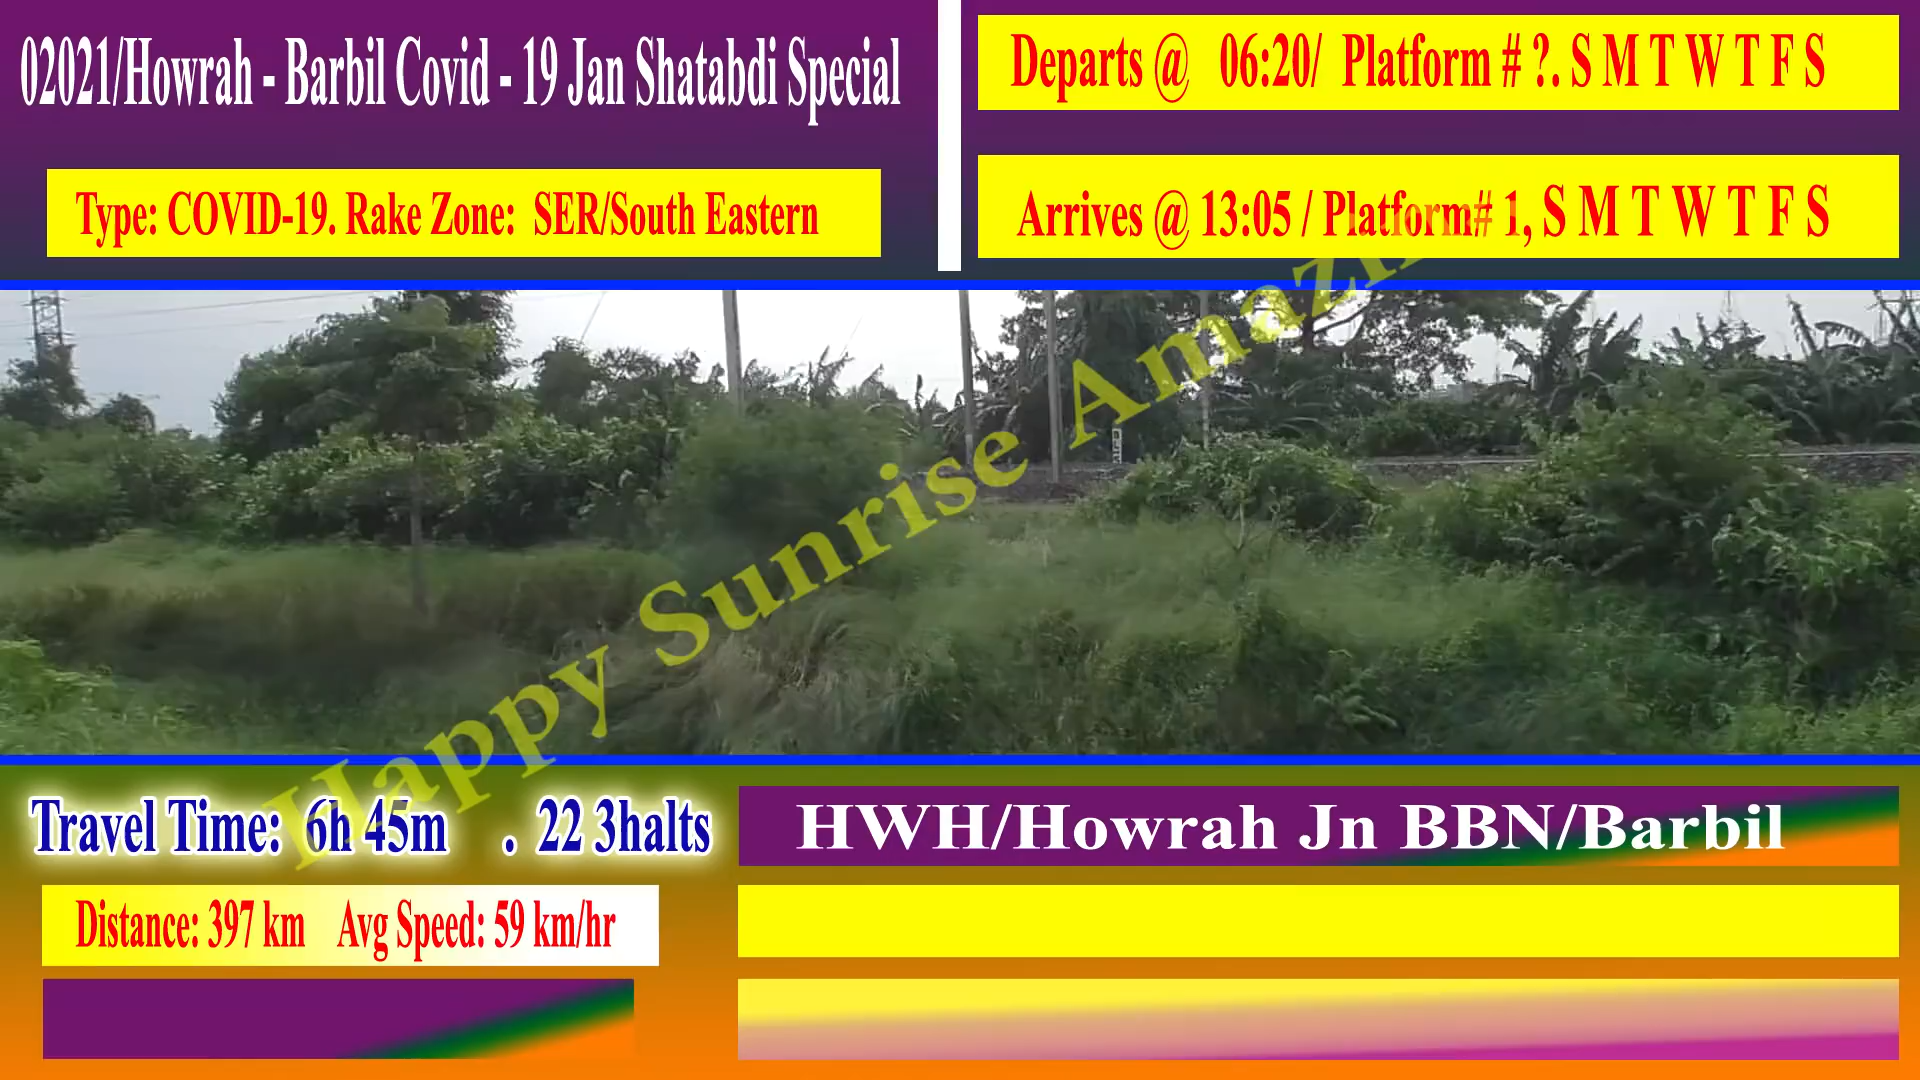 02021/Howrah - Barbil Covid - 19 Jan Shatabdi Special
Type: COVID-19. Rake Zone: SER/South Eastern
Departs @ 06:20/ Platform # ?. S M T W T F S
Arrives @ 13:05 / Platform# 1, S M T W T F S
Happy Sunrise
Travel Time: 6h 45m . 22 3halts
HWH/Howrah Jn BBN/Barbil
Distance: 397 km Avg Speed: 59 km/hr